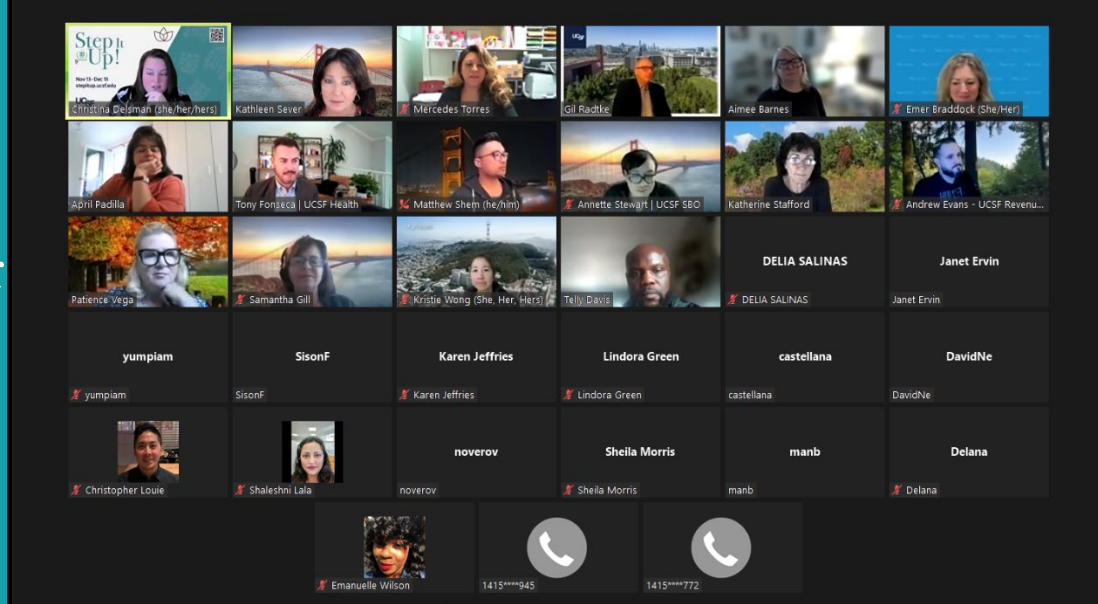 Step It
Up!
Nov 13 - Dec 15
stepitup.ucsf.edu
Christina Delsman (she/her/hers)
Kathleen Sever
Mercedes Torres
Gil Radtke
Aimee Barnes
Emer Braddock (She/Her)
April Padilla
Tony Fonseca | UCSF Health
Matthew Shem (he/him)
Annette Stewart | UCSF SBO
Katherine Stafford
Andrew Evans - UCSF Revenu...
Patience Vega
Samantha Gill
Kristie Wong (She, Her, Hers)
Telly Davis
DELIA SALINAS
DELIA SALINAS
Janet Ervin
Janet Ervin
yumpiam
SisonF
Karen Jeffries
Lindora Green
castellana
DavidNe
yumpiam
SisonF
Karen Jeffries
Lindora Green
castellana
DavidNe
Christopher Louie
Shaleshni Lala
noverov
noverov
Sheila Morris
Sheila Morris
manb
manb
Delana
Delana
Emanuelle Wilson
1415****945
1415****772